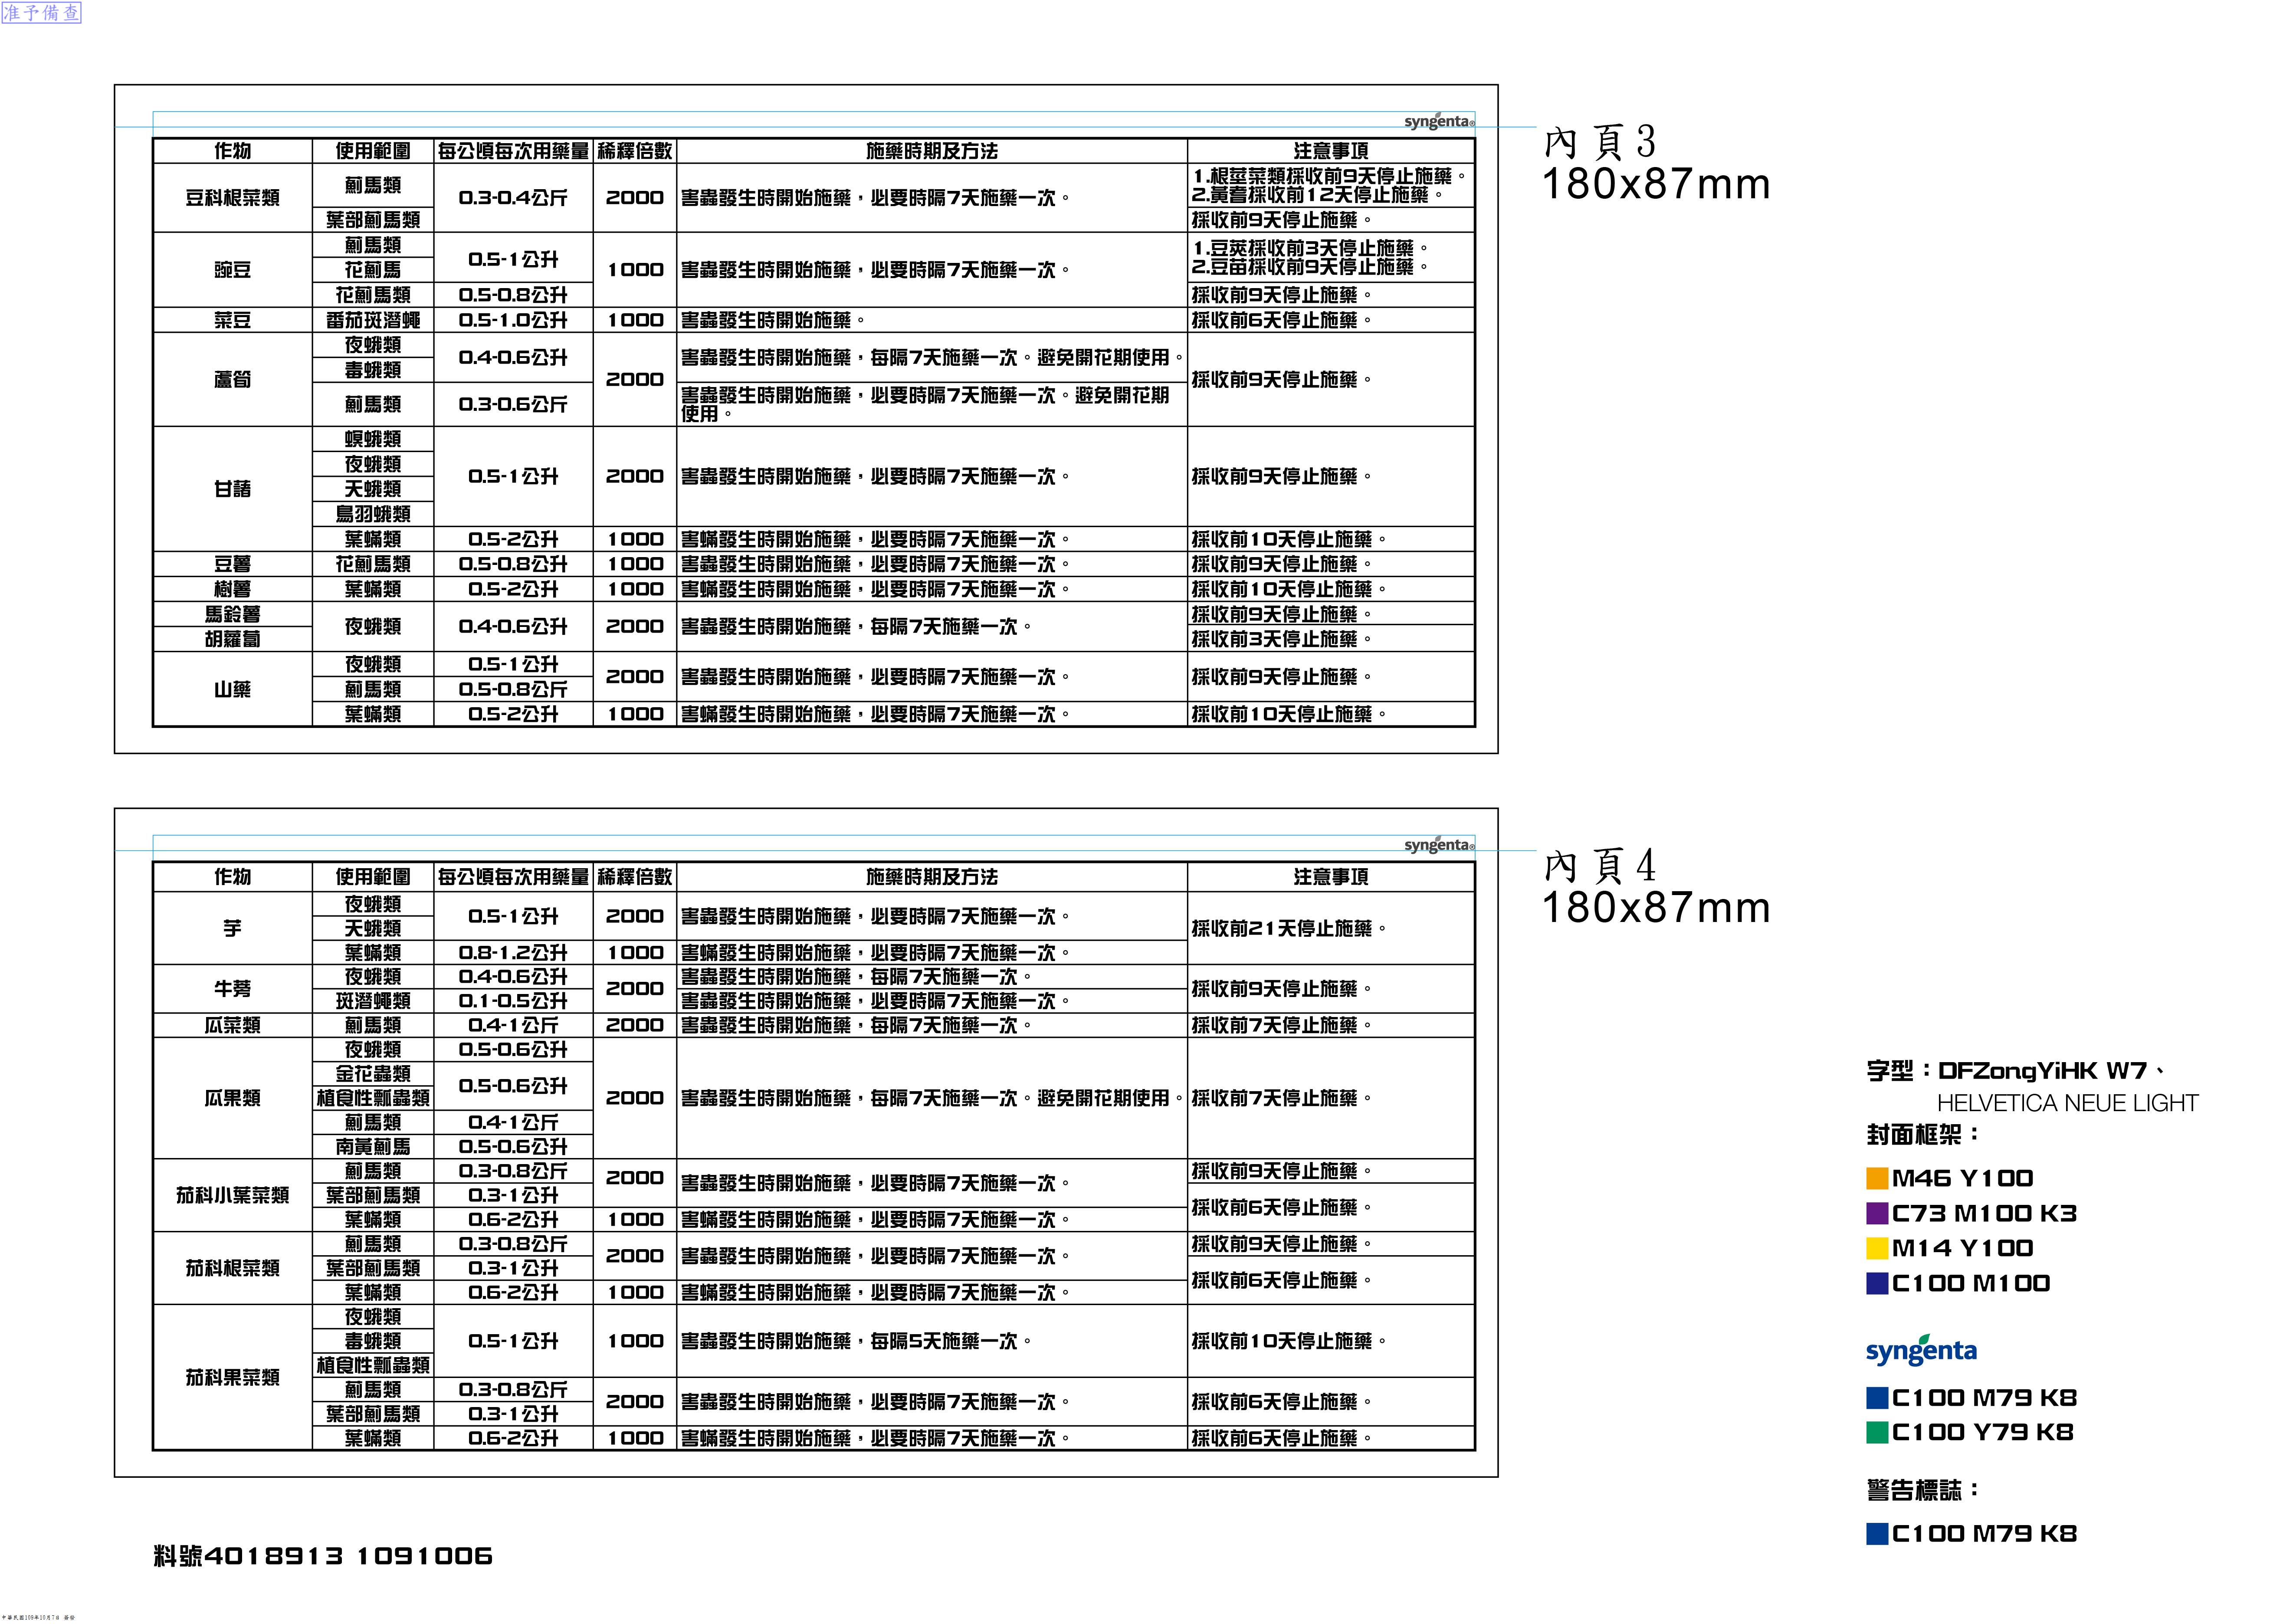 准予備查
syngenta®
內頁3
180x87mm
作物 使用範圍 每公頃每次用藥量 稀釋倍數 施藥時期及方法 注意事項
豆科根菜類 薊馬類 0.3-0.4公斤 2000 害蟲發生時開始施藥，必要時隔7天施藥一次。 1.根莖菜類採收前9天停止施藥。
2.黃耆採收前12天停止施藥。
葉部薊馬類 採收前9天停止施藥。
豌豆 薊馬類 0.5-1公升 1000 害蟲發生時開始施藥，必要時隔7天施藥一次。 1.豆莢採收前3天停止施藥。
花薊馬 2.豆苗採收前9天停止施藥。
花薊馬類 0.5-0.8公升 採收前9天停止施藥。
菜豆 番茄斑潛蠅 0.5-1.0公升 1000 害蟲發生時開始施藥。 採收前6天停止施藥。
蘆筍 夜蛾類 0.4-0.6公升 2000 害蟲發生時開始施藥，每隔7天施藥一次。避免開花期使用。 採收前9天停止施藥。
毒蛾類
薊馬類 0.3-0.6公斤 害蟲發生時開始施藥，必要時隔7天施藥一次。避免開花期
使用。
甘藷 螟蛾類 0.5-1公升 2000 害蟲發生時開始施藥，必要時隔7天施藥一次。 採收前9天停止施藥。
夜蛾類
天蛾類
鳥羽蛾類
葉蟎類 0.5-2公升 1000 害蟎發生時開始施藥，必要時隔7天施藥一次。 採收前10天停止施藥。
豆薯 花薊馬類 0.5-0.8公升 1000 害蟲發生時開始施藥，必要時隔7天施藥一次。 採收前9天停止施藥。
樹薯 葉蟎類 0.5-2公升 1000 害蟎發生時開始施藥，必要時隔7天施藥一次。 採收前10天停止施藥。
馬鈴薯 夜蛾類 0.4-0.6公升 2000 害蟲發生時開始施藥，每隔7天施藥一次。 採收前9天停止施藥。
胡蘿蔔 採收前3天停止施藥。
山藥 夜蛾類 0.5-1公升 2000 害蟲發生時開始施藥，必要時隔7天施藥一次。 採收前9天停止施藥。
薊馬類 0.5-0.8公斤
葉蟎類 0.5-2公升 1000 害蟎發生時開始施藥，必要時隔7天施藥一次。 採收前10天停止施藥。
syngenta®
內頁4
180x87mm
作物 使用範圍 每公頃每次用藥量 稀釋倍數 施藥時期及方法 注意事項
芋 夜蛾類 0.5-1公升 2000 害蟲發生時開始施藥，必要時隔7天施藥一次。 採收前21天停止施藥。
天蛾類
葉蟎類 0.8-1.2公升 1000 害蟎發生時開始施藥，必要時隔7天施藥一次。
牛蒡 夜蛾類 0.4-0.6公升 2000 害蟲發生時開始施藥，每隔7天施藥一次。 採收前9天停止施藥。
斑潛蠅類 0.1-0.5公升 害蟲發生時開始施藥，必要時隔7天施藥一次。
瓜菜類 薊馬類 0.4-1公斤 2000 害蟲發生時開始施藥，每隔7天施藥一次。 採收前7天停止施藥。
瓜果類 夜蛾類 0.5-0.6公升 2000 害蟲發生時開始施藥，每隔7天施藥一次。避免開花期使用。 採收前7天停止施藥。
金花蟲類 0.5-0.6公升
植食性瓢蟲類
薊馬類 0.4-1公斤
南黃薊馬 0.5-0.6公升
茄科小葉菜類 薊馬類 0.3-0.8公斤 2000 害蟲發生時開始施藥，必要時隔7天施藥一次。 採收前9天停止施藥。
葉部薊馬類 0.3-1公升 採收前6天停止施藥。
葉蟎類 0.6-2公升 1000 害蟎發生時開始施藥，必要時隔7天施藥一次。
茄科根菜類 薊馬類 0.3-0.8公斤 2000 害蟲發生時開始施藥，必要時隔7天施藥一次。 採收前9天停止施藥。
葉部薊馬類 0.3-1公升 採收前6天停止施藥。
葉蟎類 0.6-2公升 1000 害蟎發生時開始施藥，必要時隔7天施藥一次。
茄科果菜類 夜蛾類 0.5-1公升 1000 害蟲發生時開始施藥，每隔5天施藥一次。 採收前10天停止施藥。
毒蛾類
植食性瓢蟲類
薊馬類 0.3-0.8公斤 2000 害蟲發生時開始施藥，必要時隔7天施藥一次。 採收前6天停止施藥。
葉部薊馬類 0.3-1公升
葉蟎類 0.6-2公升 1000 害蟎發生時開始施藥，必要時隔7天施藥一次。 採收前6天停止施藥。
字型：DFZongYiHK W7、
HELVETICA NEUE LIGHT
封面框架：
M46 Y100
C73 M100 K3
M14 Y100
C100 M100
syngenta
C100 M79 K8
C100 Y79 K8
警告標誌：
C100 M79 K8
料號4018913 1091006
中華民國109年10月7日